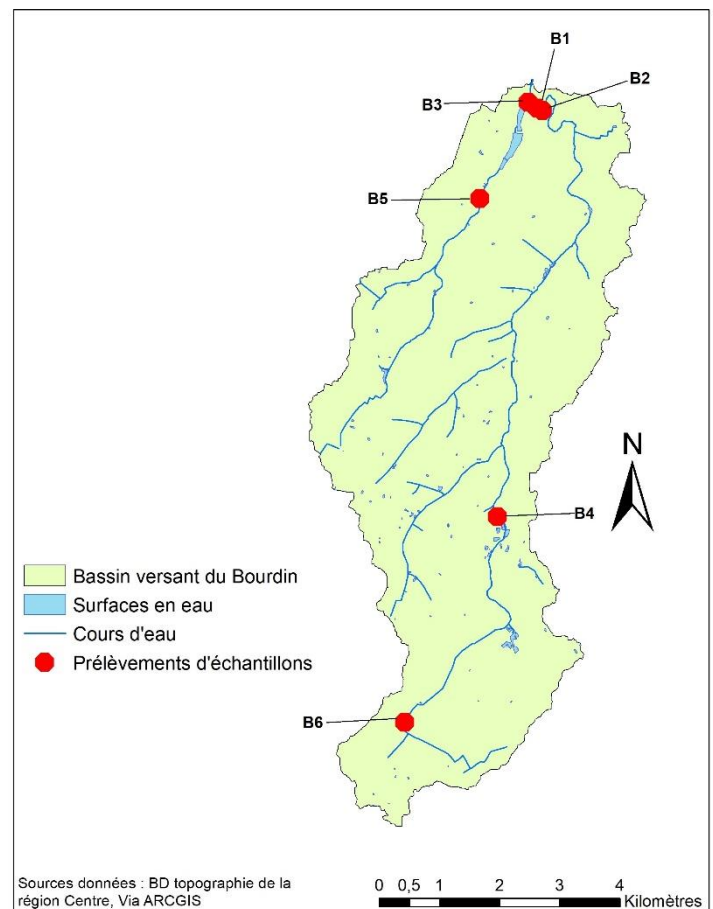 B1
B2
B3
B5
N
B4
Bassin versant du Bourdin
Surfaces en eau
Cours d'eau
Prélèvements d'échantillons
B6
Sources données : BD topographie de la
région Centre, Via ARCGIS
0 0,5 1 2 3 4
Kilomètres